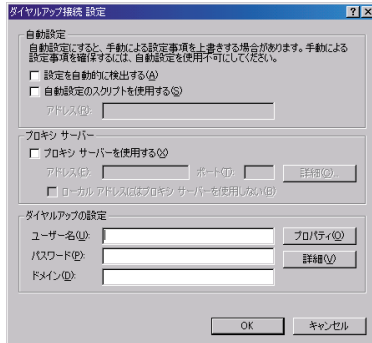 ダイヤルアップ接続 設定
自動設定
自動設定にすると、手動による設定事項を上書きする場合があります。手動による
設定事項を確保するには、自動設定を使用不可にしてください。
設定を自動的に検出する(A)
自動設定のスクリプトを使用する(S)
アドレス(R):
プロキシ サーバー
プロキシ サーバーを使用する(X)
アドレス(E): ポート(T): 詳細(C)...
ローカル アドレスにはプロキシ サーバーを使用しない(B)
ダイヤルアップの設定
ユーザー名(U): プロパティ(O)
パスワード(P): 詳細(V)
ドメイン(D):
OK キャンセル